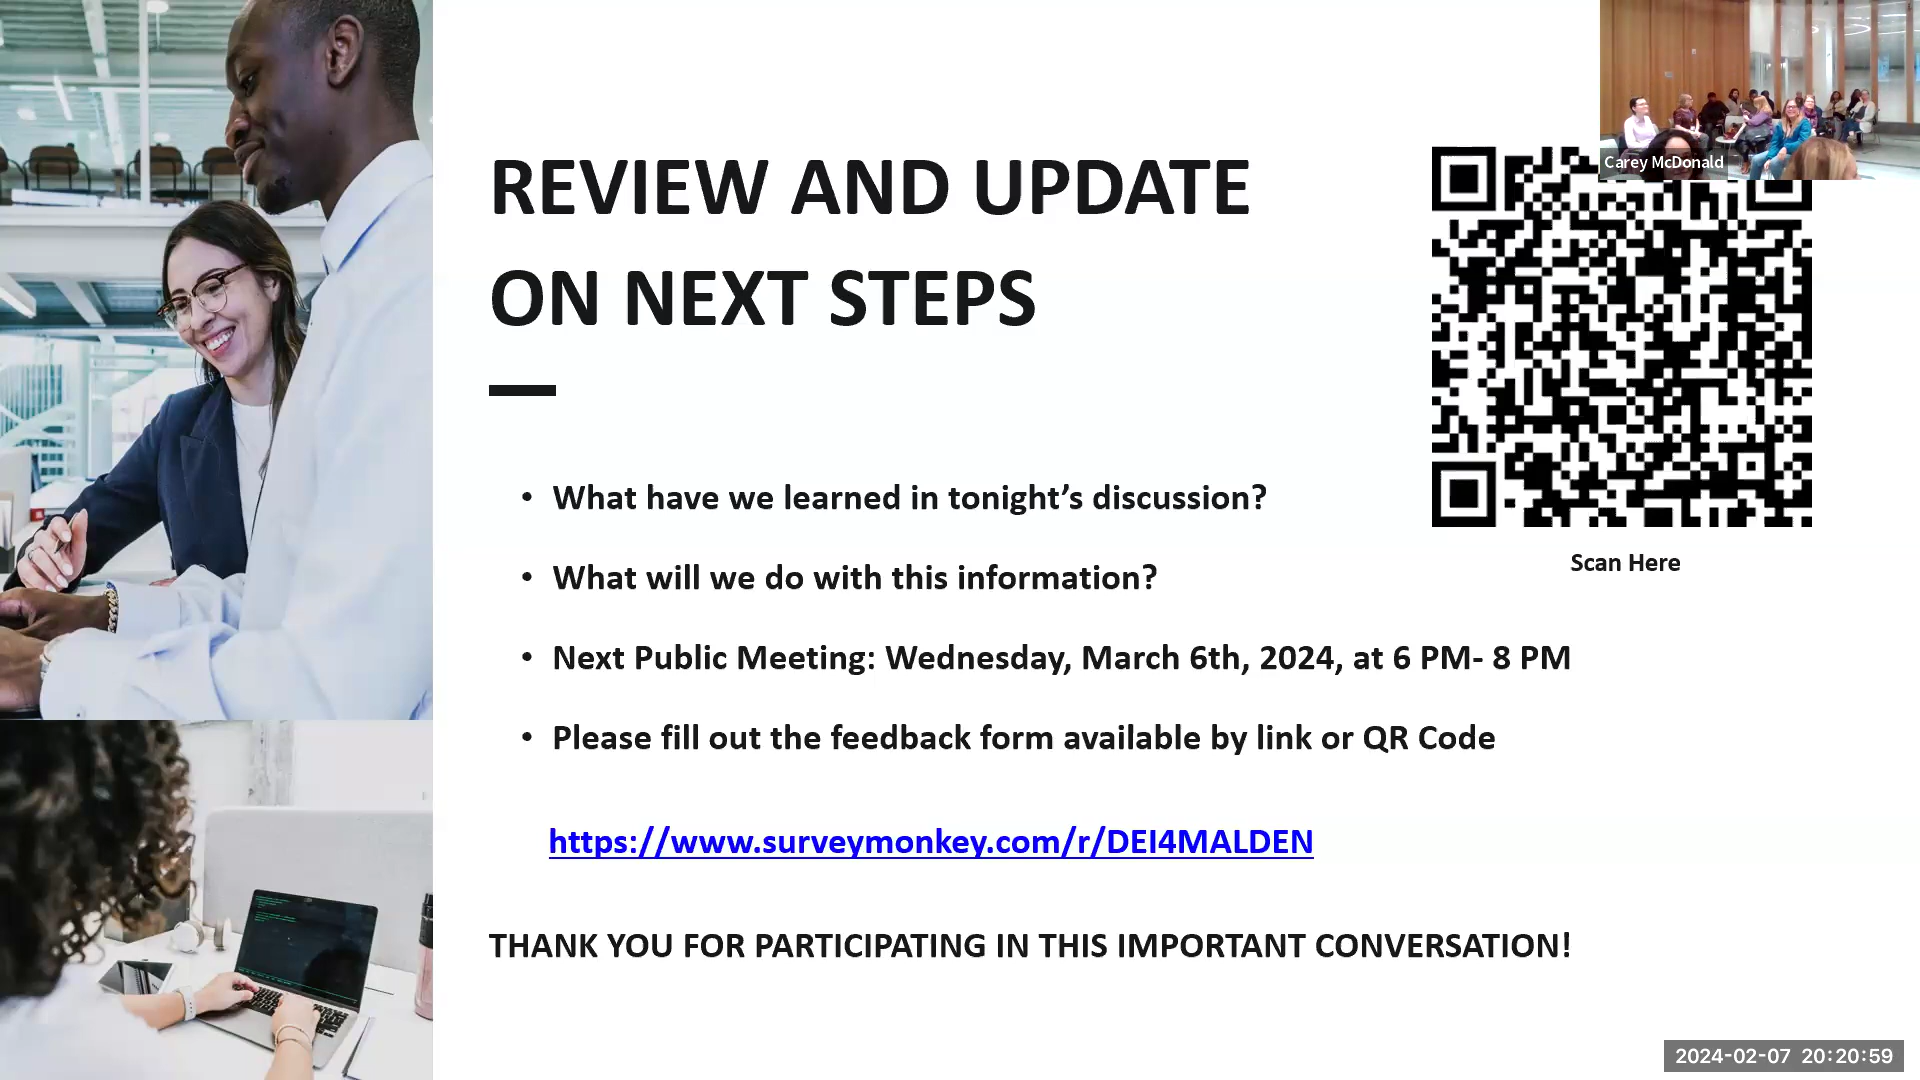 REVIEW AND UPDATE
ON NEXT STEPS
Carey McDonald
Scan Here
• What have we learned in tonight’s discussion?
• What will we do with this information?
• Next Public Meeting: Wednesday, March 6th, 2024, at 6 PM- 8 PM
• Please fill out the feedback form available by link or QR Code
https://www.surveymonkey.com/r/DEI4MALDEN
THANK YOU FOR PARTICIPATING IN THIS IMPORTANT CONVERSATION!
2024-02-07 20:20:59